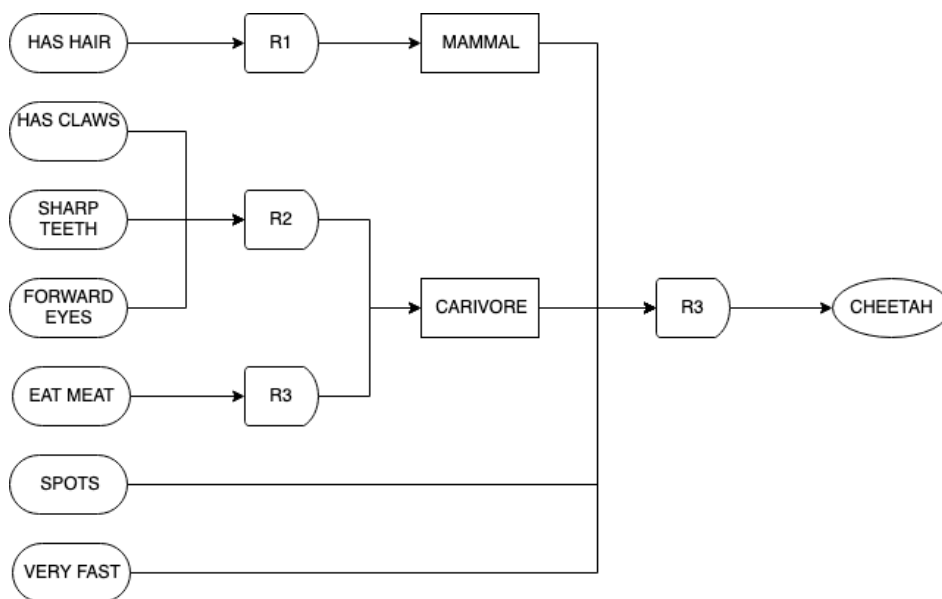 HAS HAIR
R1
MAMMAL
HAS CLAWS
SHARP
TEETH
R2
FORWARD
EYES
CARIVORE
R3
CHEETAH
EAT MEAT
R3
SPOTS
VERY FAST